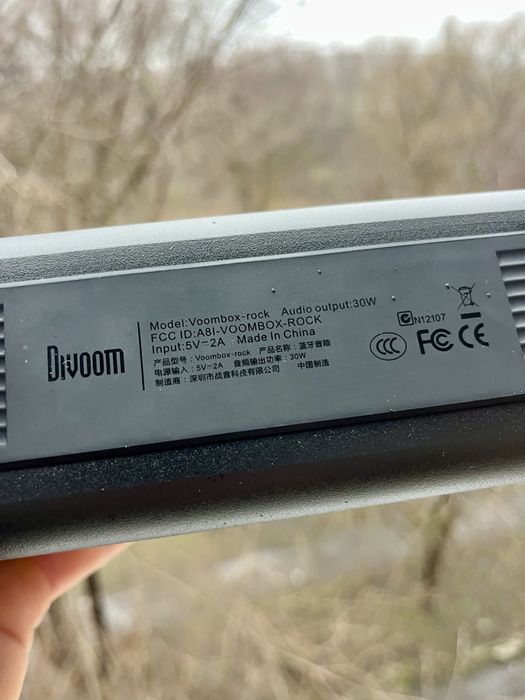 Divoom
Model:Voombox-rock Audio output:30W
FCC ID:A8I-VOOMBOX-ROCK
Input:5V⎓2A Made In China
产品型号：Voombox-rock 产品名称：蓝牙音箱
电源输入：5V⎓2A 音频输出功率：30W
制造商：深圳市战音科技有限公司 中国制造
N12107
CCC
FC CE